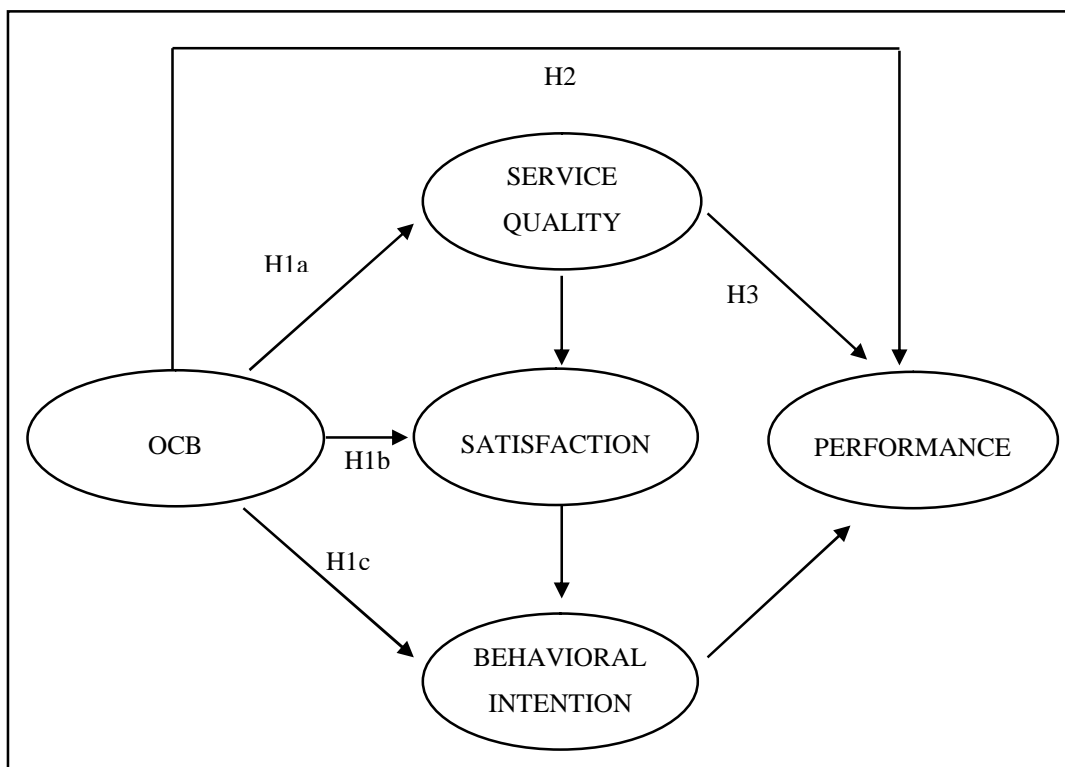 H2
SERVICE
QUALITY
H1a
H3
OCB
H1b
SATISFACTION
PERFORMANCE
H1c
BEHAVIORAL
INTENTION